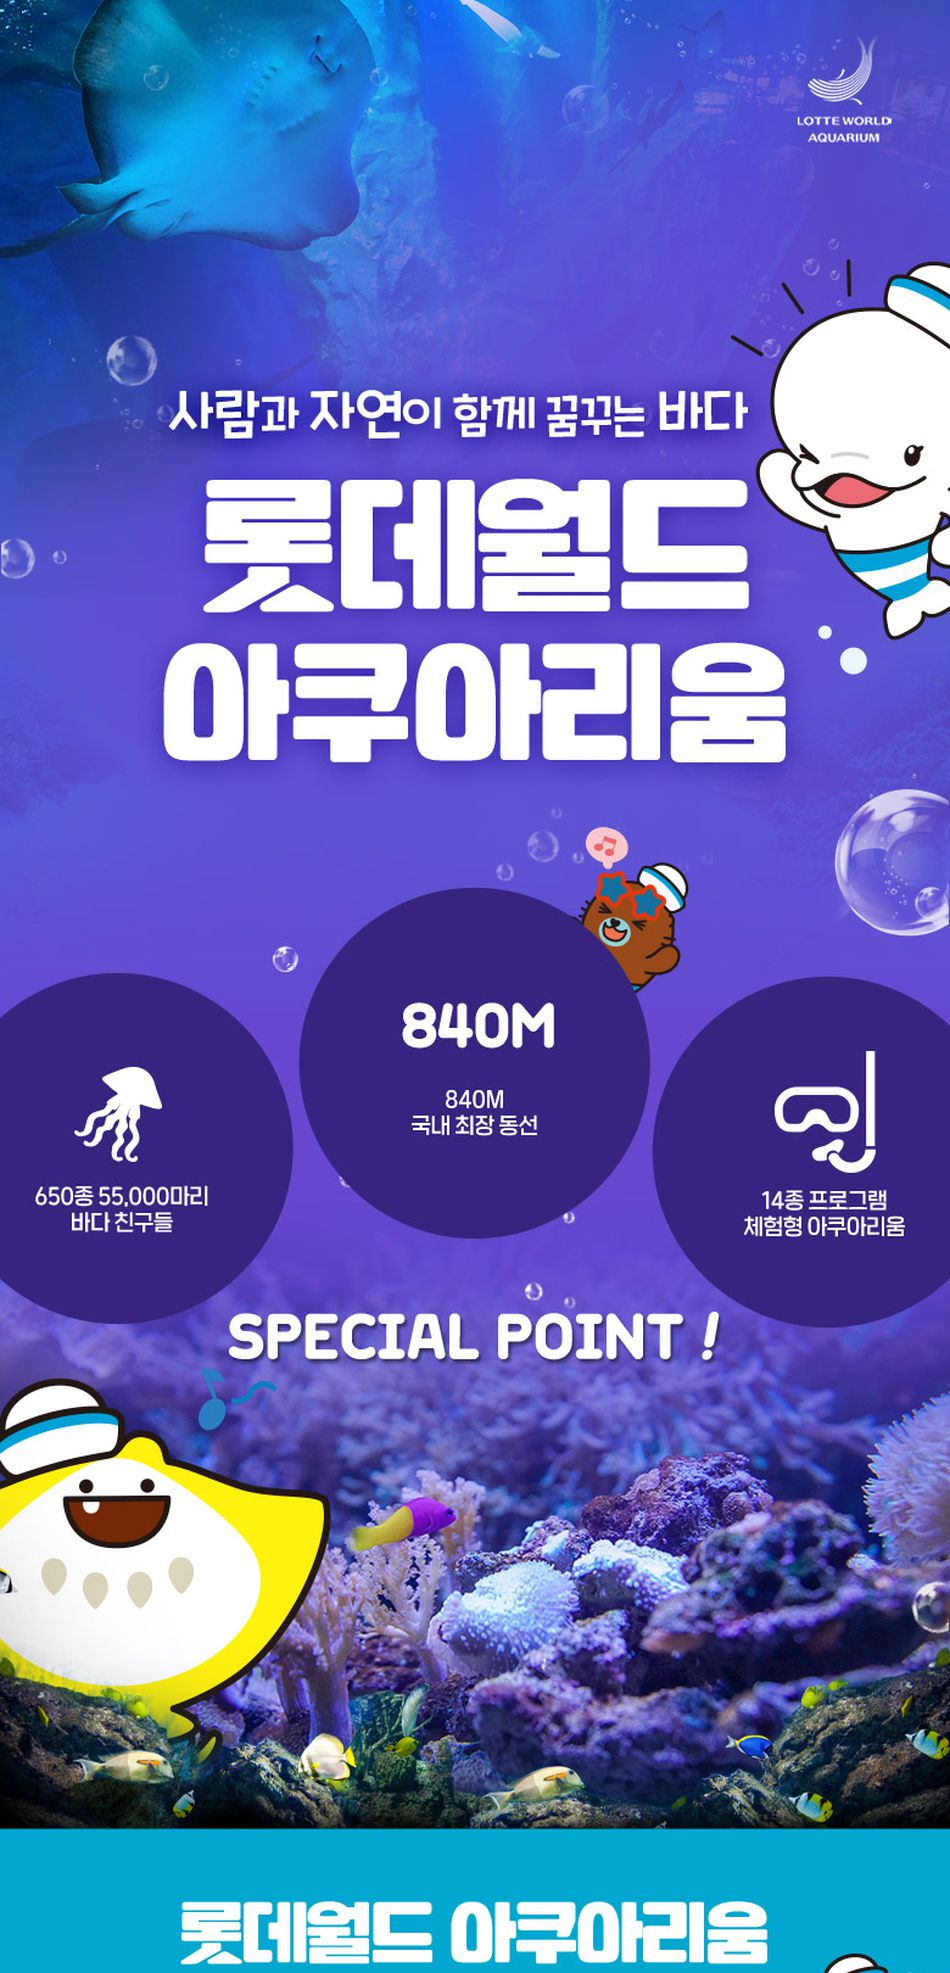 LOTTE WORLD
AQUARIUM
사람과 자연이 함께 꿈꾸는 바다
롯데월드
아쿠아리움
840M
840M
국내 최장 동선
650종 55,000마리
바다 친구들
14종 프로그램
체험형 아쿠아리움
SPECIAL POINT !
롯데월드 아쿠아리움